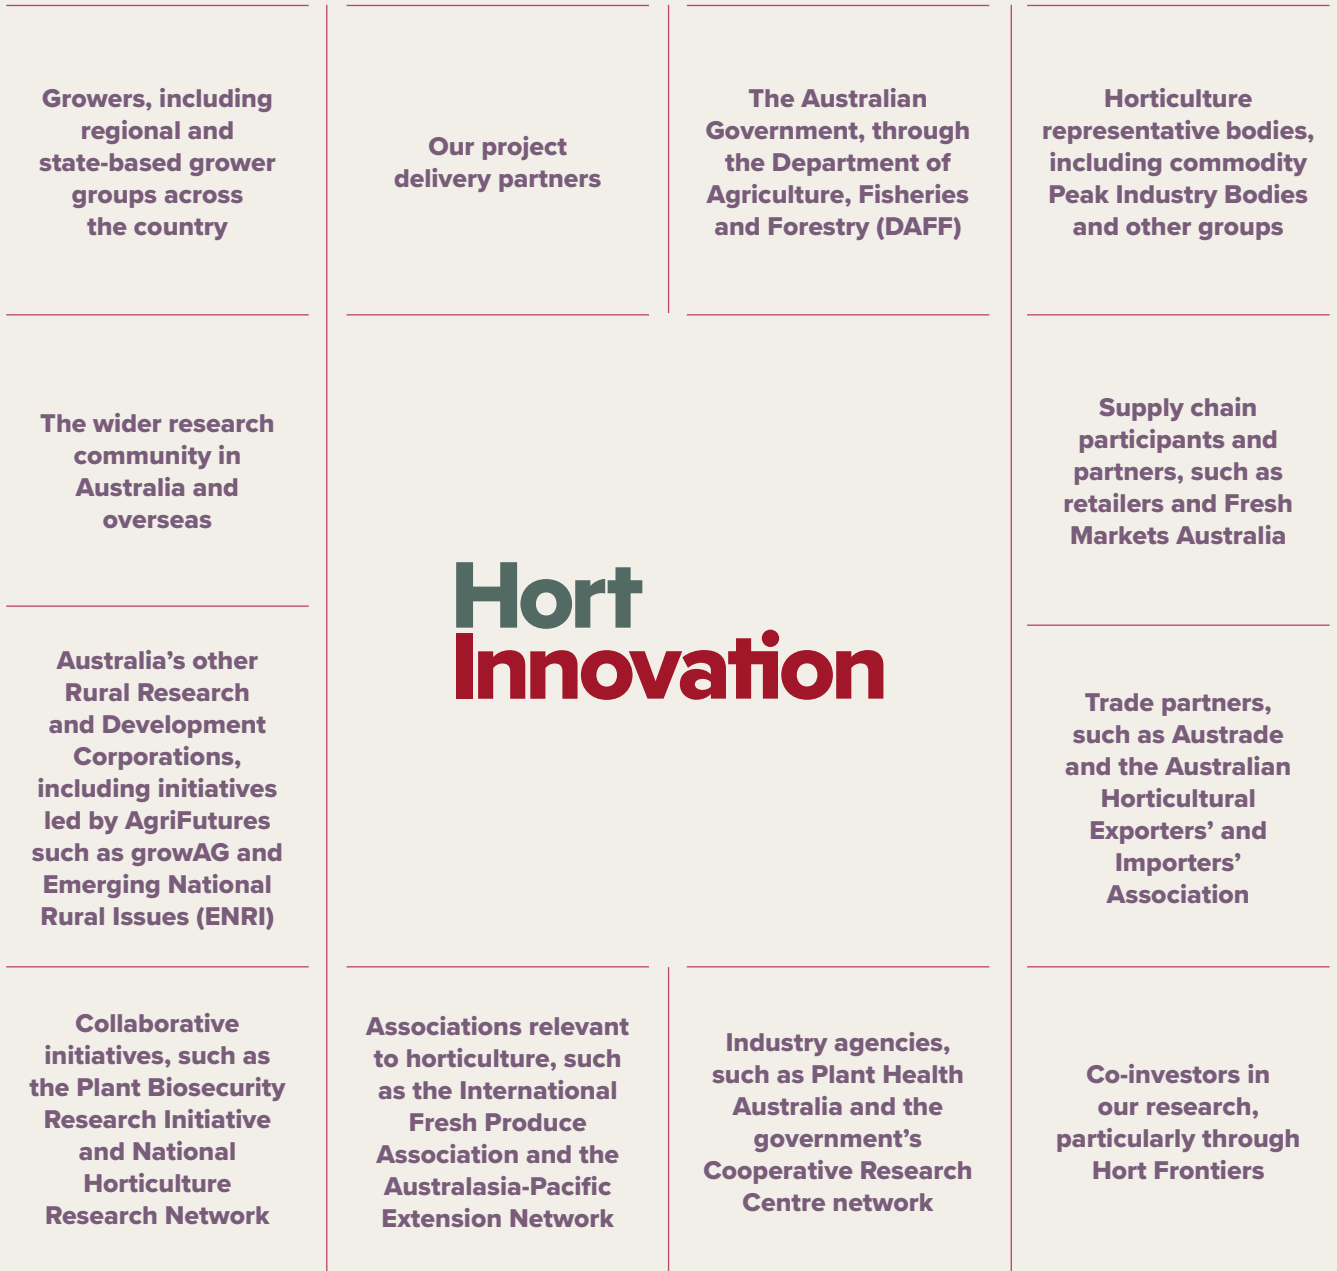 Growers, including
regional and
state-based grower
groups across
the country
Our project
delivery partners
The Australian
Government, through
the Department of
Agriculture, Fisheries
and Forestry (DAFF)
Horticulture
representative bodies,
including commodity
Peak Industry Bodies
and other groups
The wider research
community in
Australia and
overseas
Hort
Innovation
Supply chain
participants and
partners, such as
retailers and Fresh
Markets Australia
Australia’s other
Rural Research
and Development
Corporations,
including initiatives
led by AgriFutures
such as growAG and
Emerging National
Rural Issues (ENRI)
Trade partners,
such as Austrade
and the Australian
Horticultural
Exporters’ and
Importers’
Association
Collaborative
initiatives, such as
the Plant Biosecurity
Research Initiative
and National
Horticulture
Research Network
Associations relevant
to horticulture, such
as the International
Fresh Produce
Association and the
Australasia-Pacific
Extension Network
Industry agencies,
such as Plant Health
Australia and the
government’s
Cooperative Research
Centre network
Co-investors in
our research,
particularly through
Hort Frontiers